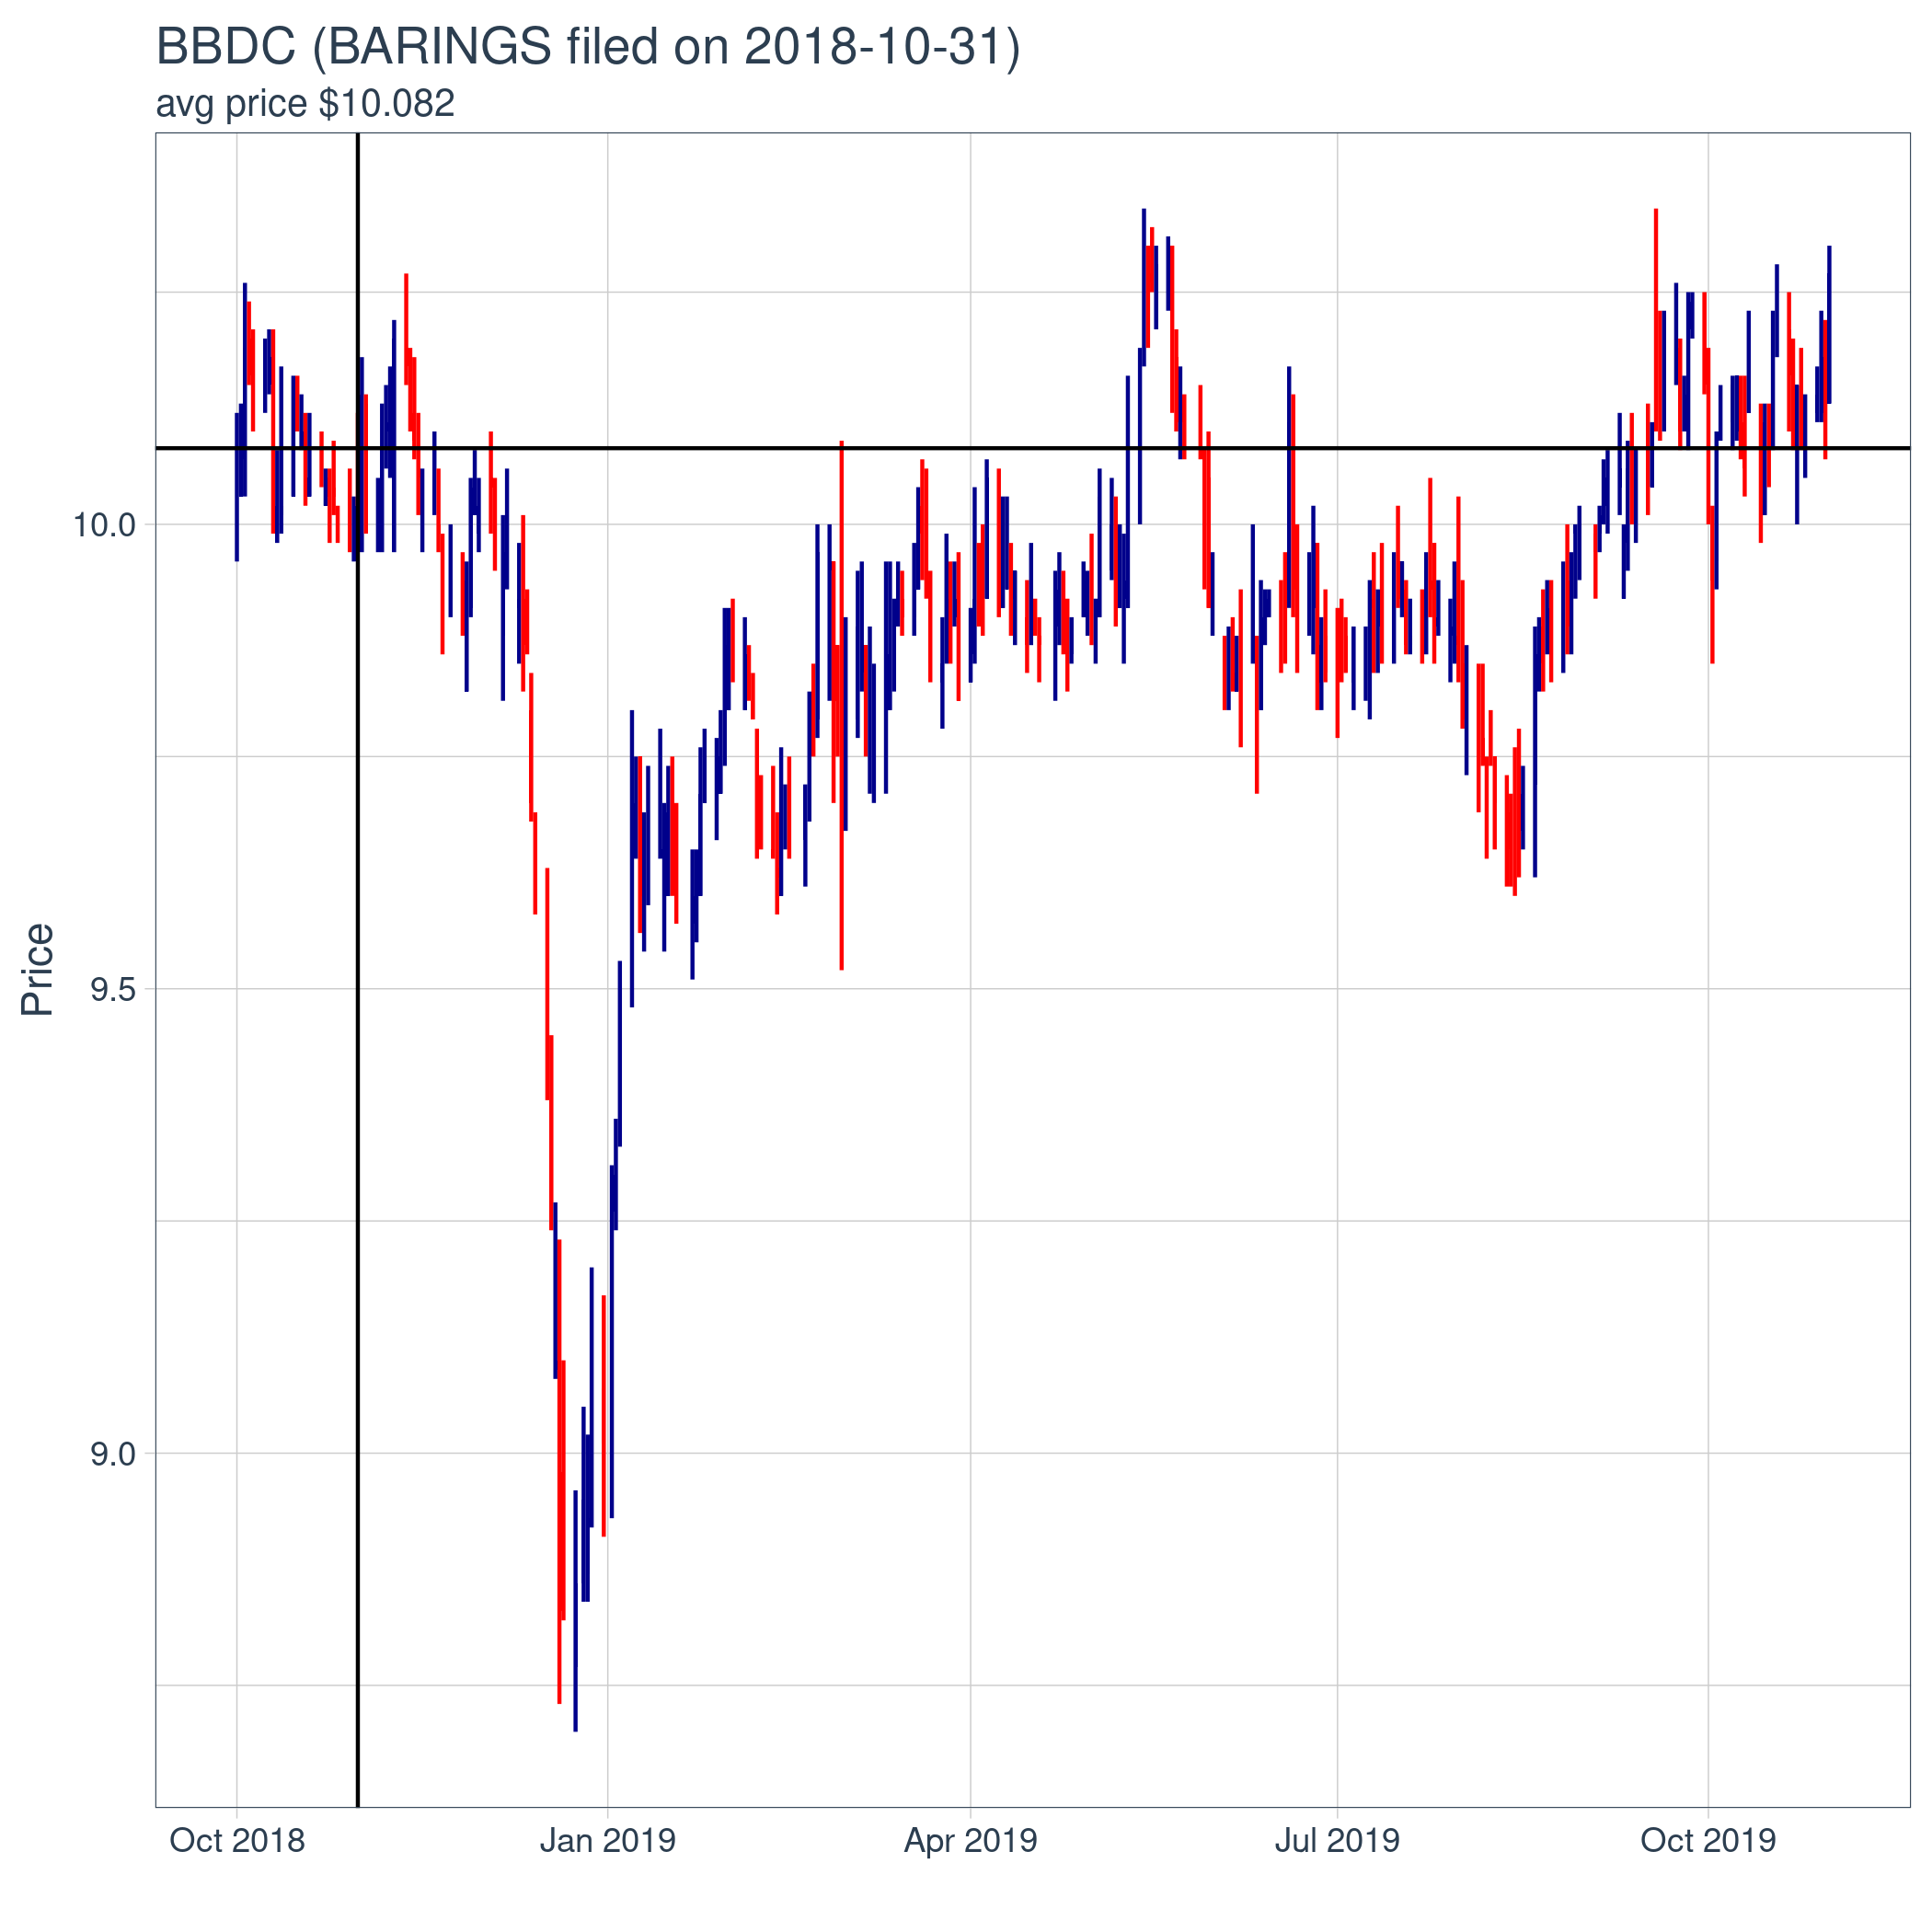 BBDC (BARINGS filed on 2018-10-31)
avg price $10.082
Price
10.0
9.5
9.0
Oct 2018
Jan 2019
Apr 2019
Jul 2019
Oct 2019